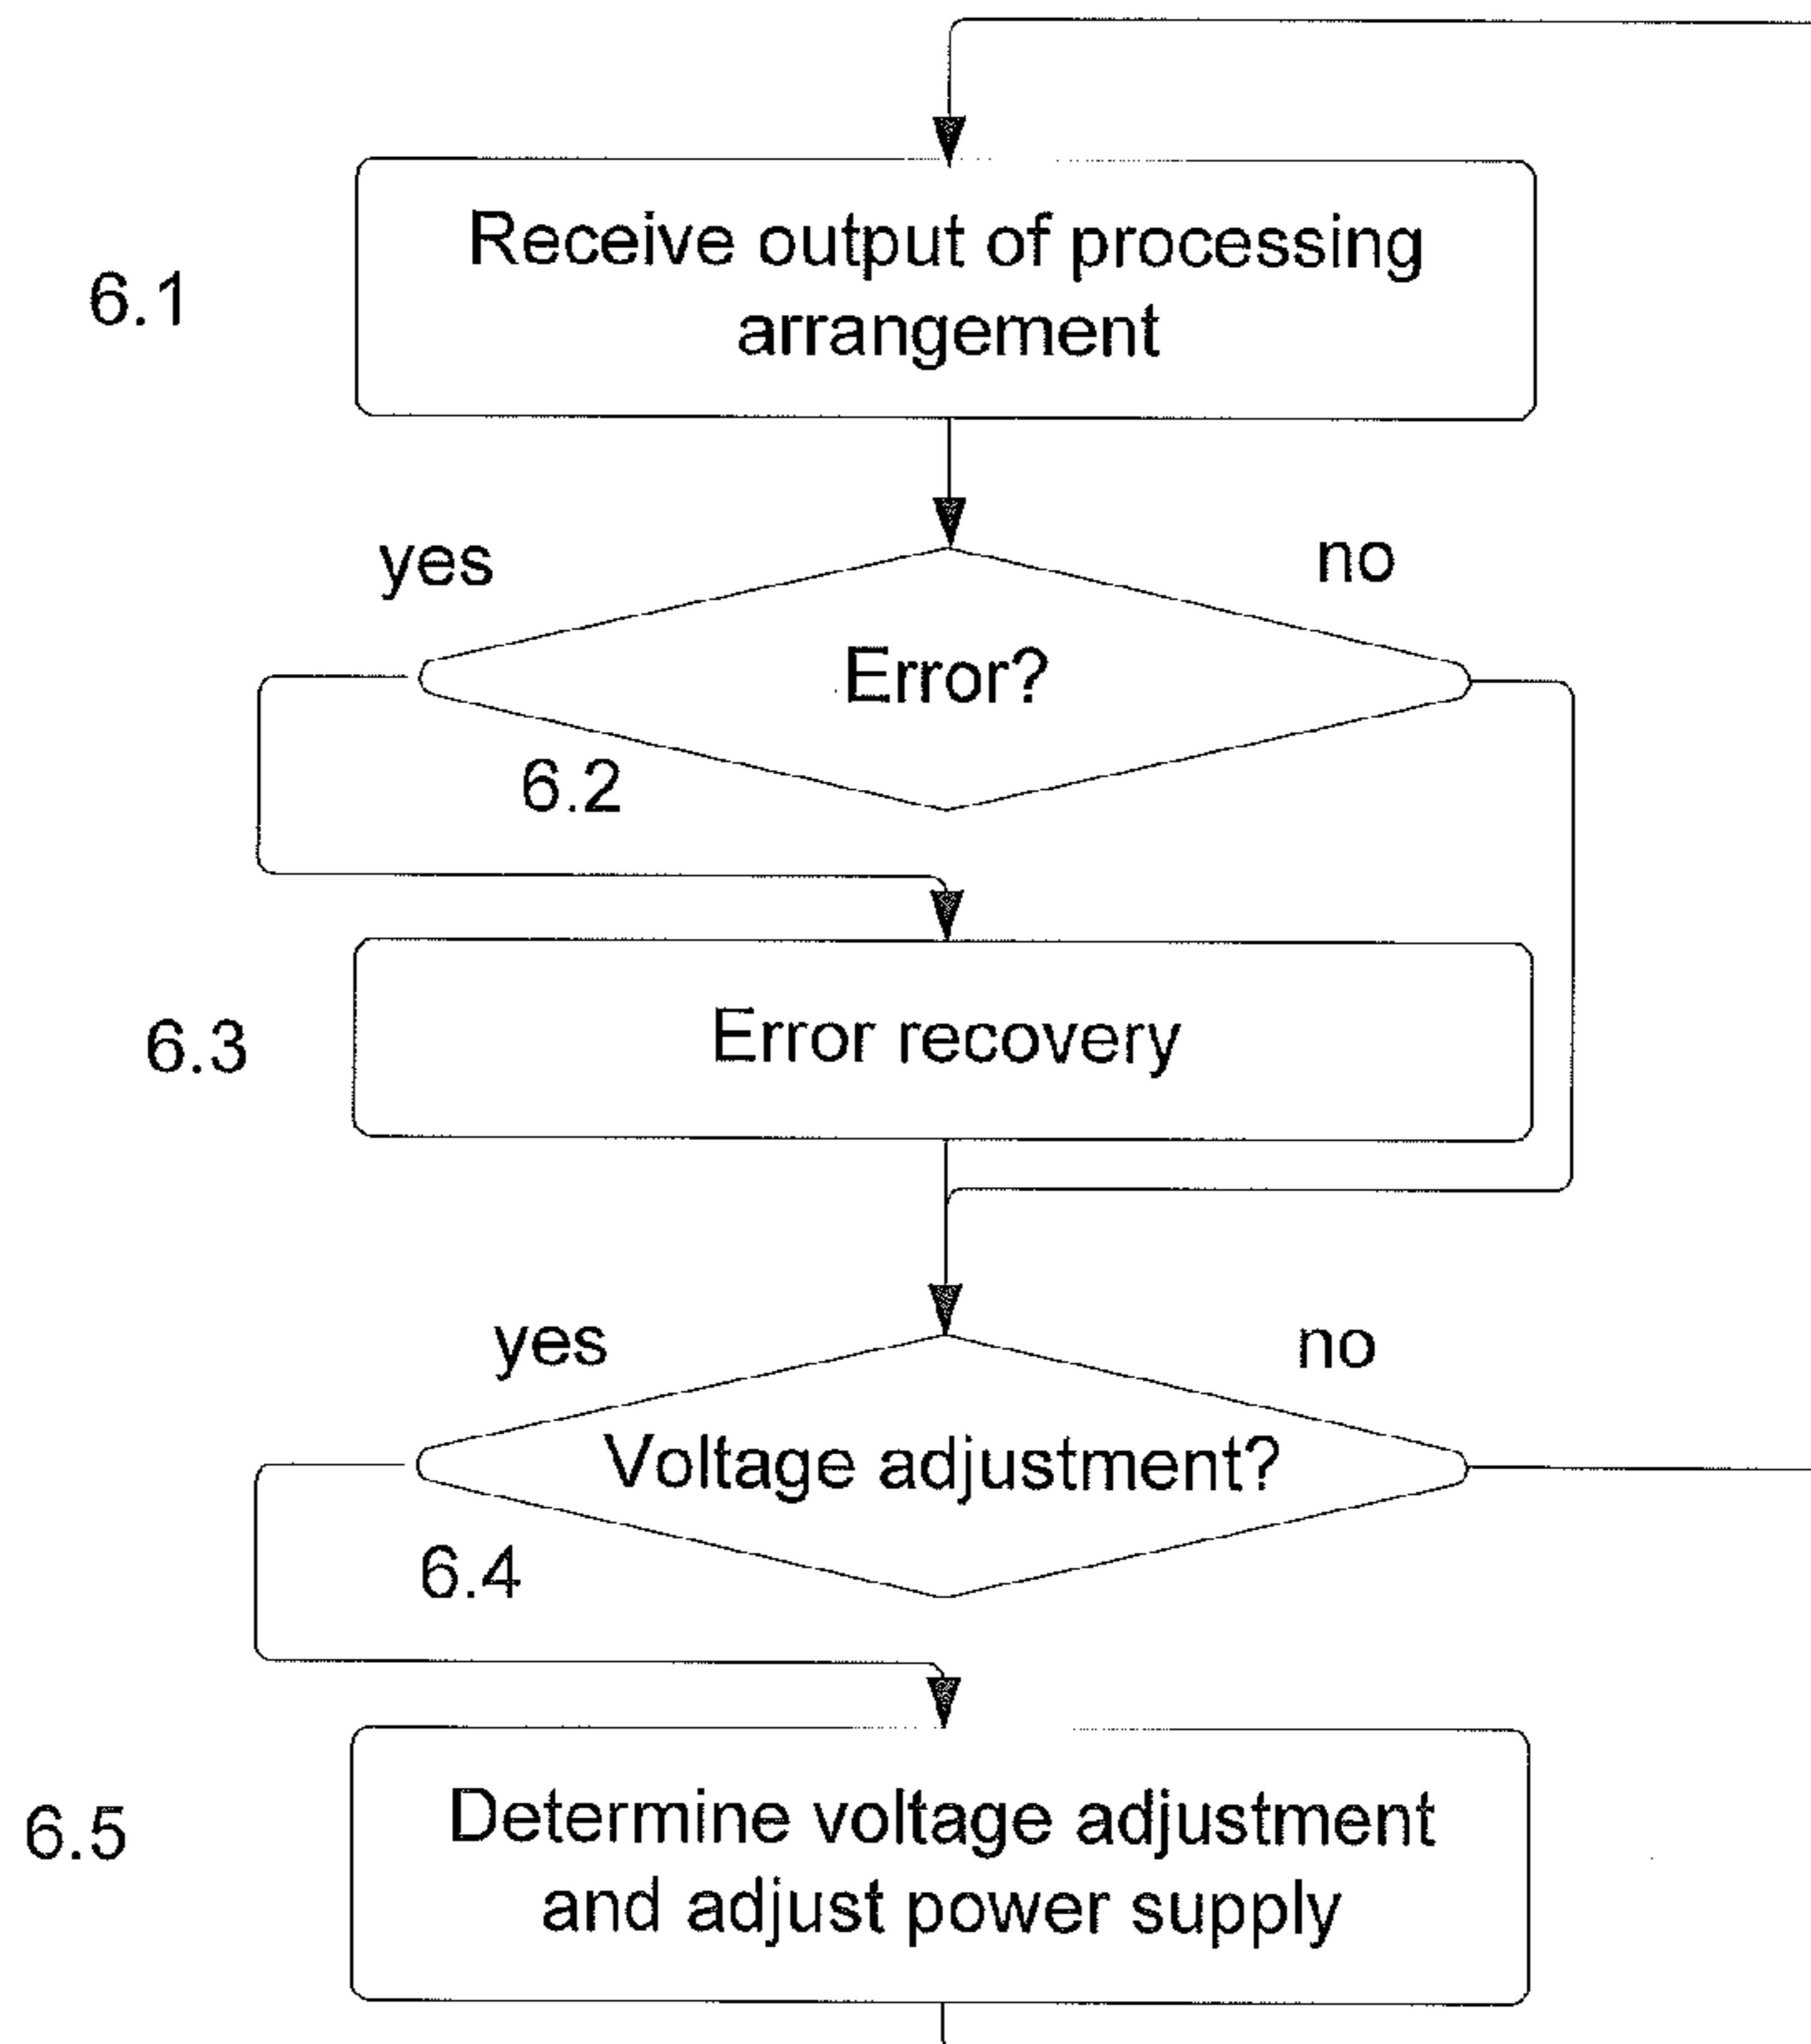 Receive output of processing
arrangement
6.1
yes
no
Error?
6.2
Error recovery
6.3
yes
no
Voltage adjustment?
6.4
Determine voltage adjustment
and adjust power supply
6.5